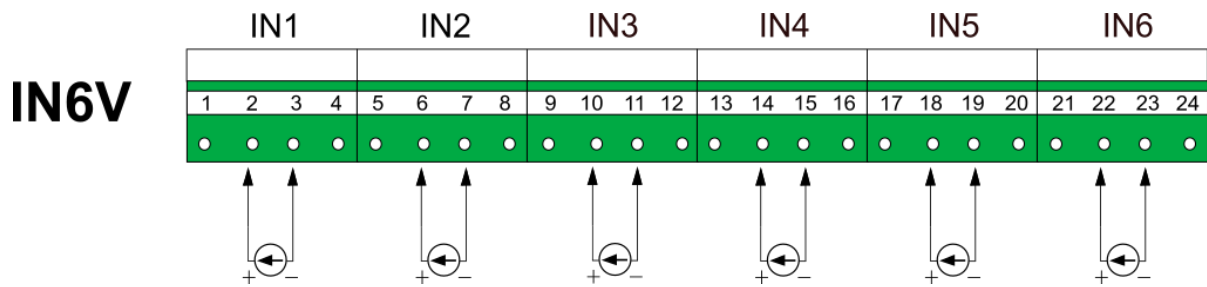 IN1 IN2 IN3 IN4 IN5 IN6
IN6V
1 2 3 4 5 6 7 8 9 10 11 12 13 14 15 16 17 18 19 20 21 22 23 24
+ − + − + − + − + − + −